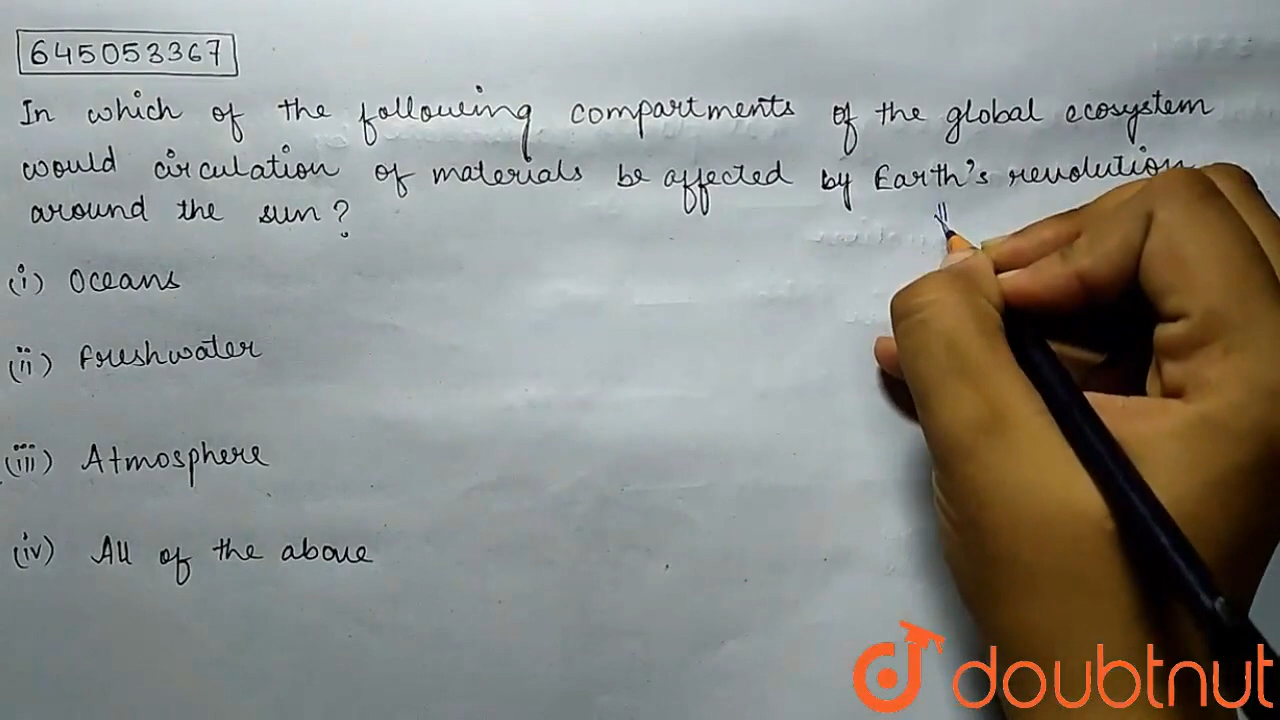 645053367
In which of the following compartments of the global ecosystem
would circulation of materials be affected by Earth's revolution
around the sun?
(i) Oceans
(ii) Freshwater
(iii) Atmosphere
(iv) All of the above
doubtnut